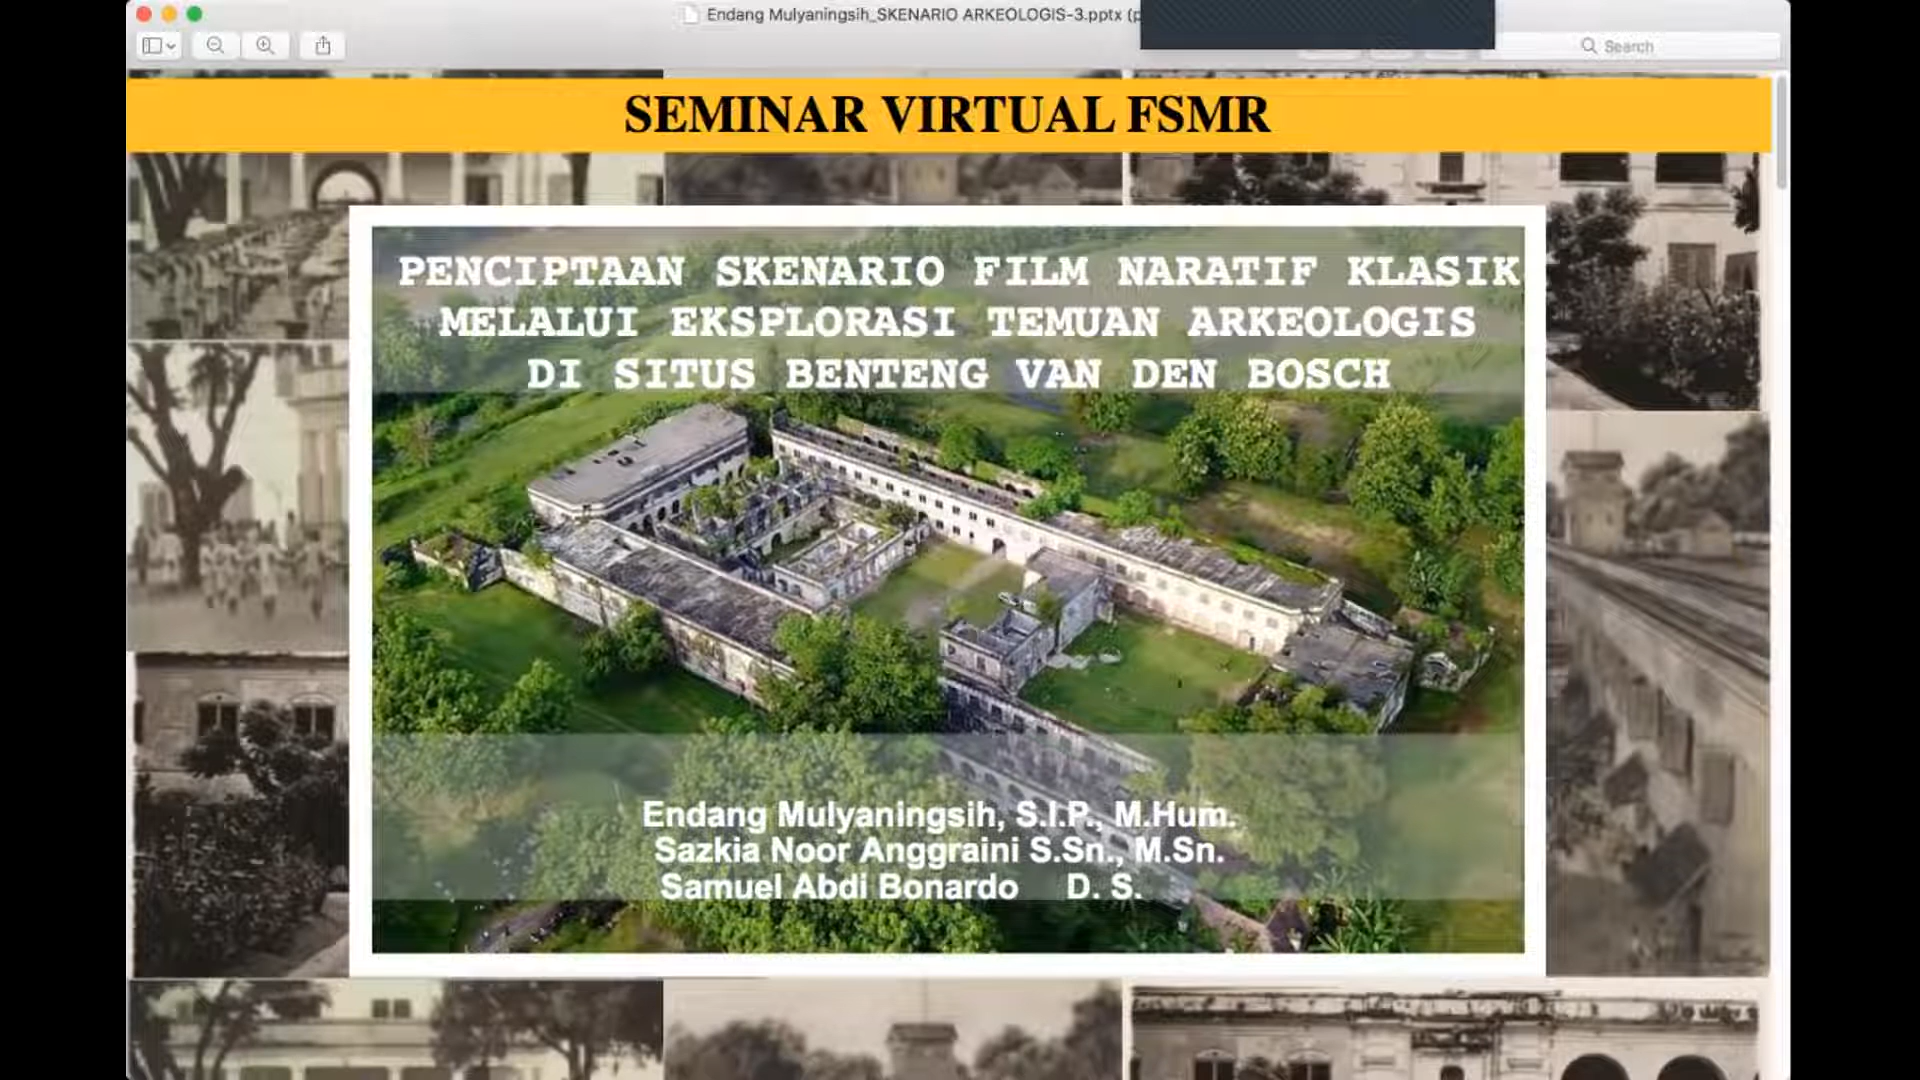 Endang Mulyaningsih_SKENARIO ARKEOLOGIS-3.pptx (p
Search
SEMINAR VIRTUAL FSMR
PENCIPTAAN SKENARIO FILM NARATIF KLASIK
MELALUI EKSPLORASI TEMUAN ARKEOLOGIS
DI SITUS BENTENG VAN DEN BOSCH
Endang Mulyaningsih, S.I.P., M.Hum.
Sazkia Noor Anggraini S.Sn., M.Sn.
Samuel Abdi Bonardo D. S.